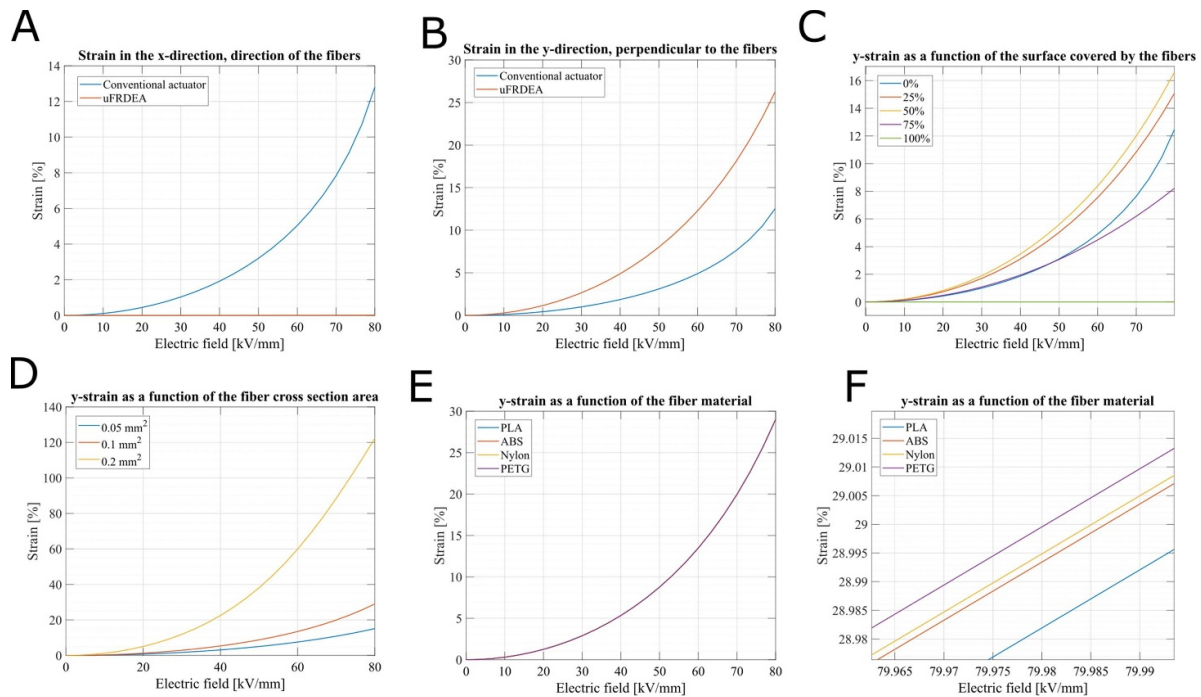 A
Strain in the x-direction, direction of the fibers
14
12
10
8
6
4
2
0
Strain [%]
Conventional actuator
uFRDEA
0 10 20 30 40 50 60 70 80
Electric field [kV/mm]
B
Strain in the y-direction, perpendicular to the fibers
30
25
20
15
10
5
0
Strain [%]
Conventional actuator
uFRDEA
0 10 20 30 40 50 60 70 80
Electric field [kV/mm]
C
y-strain as a function of the surface covered by the fibers
16
14
12
10
8
6
4
2
0
Strain [%]
0%
25%
50%
75%
100%
0 10 20 30 40 50 60 70
Electric field [kV/mm]
D
y-strain as a function of the fiber cross section area
140
120
100
80
60
40
20
0
Strain [%]
0.05 mm²
0.1 mm²
0.2 mm²
0 20 40 60 80
Electric field [kV/mm]
E
y-strain as a function of the fiber material
30
25
20
15
10
5
0
Strain [%]
PLA
ABS
Nylon
PETG
0 10 20 30 40 50 60 70 80
Electric field [kV/mm]
F
y-strain as a function of the fiber material
29.015
29.01
29.005
29
28.995
28.99
28.985
28.98
Strain [%]
PLA
ABS
Nylon
PETG
79.965 79.97 79.975 79.98 79.985 79.99
Electric field [kV/mm]